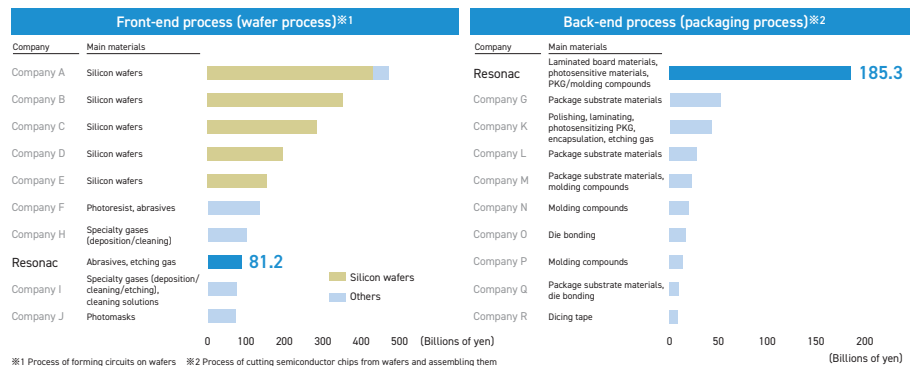 Front-end process (wafer process)※1
Company Main materials
Company A Silicon wafers
Company B Silicon wafers
Company C Silicon wafers
Company D Silicon wafers
Company E Silicon wafers
Company F Photoresist, abrasives
Company H Specialty gases
(deposition/cleaning)
Resonac Abrasives, etching gas 81.2
Company I Specialty gases (deposition/
cleaning/etching),
cleaning solutions
Company J Photomasks
Silicon wafers
Others
0 100 200 300 400 500 (Billions of yen)
Back-end process (packaging process)※2
Company Main materials
Resonac Laminated board materials,
photosensitive materials,
PKG/molding compounds
185.3
Company G Package substrate materials
Company K Polishing, laminating,
photosensitizing PKG,
encapsulation, etching gas
Company L Package substrate materials
Company M Package substrate materials,
molding compounds
Company N Molding compounds
Company O Die bonding
Company P Molding compounds
Company Q Package substrate materials,
die bonding
Company R Dicing tape
0 50 100 150 200
(Billions of yen)
※1 Process of forming circuits on wafers ※2 Process of cutting semiconductor chips from wafers and assembling them